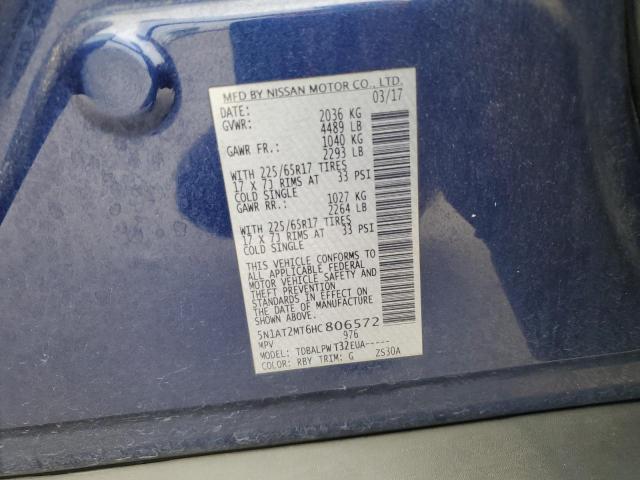 MFD BY NISSAN MOTOR CO., LTD.
DATE: 03/17
GVWR: 2036 KG
4489 LB
GAWR FR.: 1040 KG
2293 LB
WITH 225/65R17 TIRES
17 X 7J RIMS AT 33 PSI
COLD SINGLE
GAWR RR.: 1027 KG
2264 LB
WITH 225/65R17 TIRES
17 X 7J RIMS AT 33 PSI
COLD SINGLE
THIS VEHICLE CONFORMS TO
ALL APPLICABLE FEDERAL
MOTOR VEHICLE SAFETY AND
THEFT PREVENTION
STANDARDS IN EFFECT ON
THE DATE OF MANUFACTURE
SHOWN ABOVE.
5N1AT2MT6HC806572
MPV 976
MODEL: TDBALPWT32EUA-----
COLOR: RBY TRIM: G ZS30A